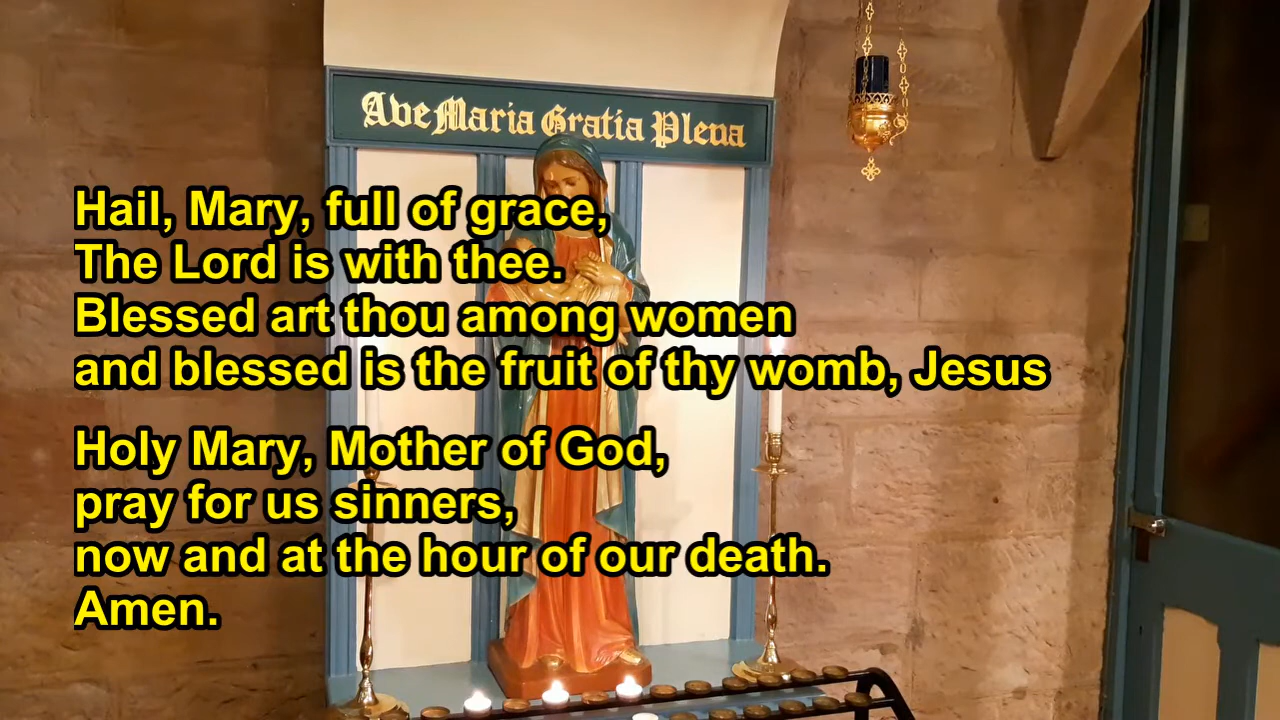 Ave Maria Gratia Plena
Hail, Mary, full of grace,
The Lord is with thee.
Blessed art thou among women
and blessed is the fruit of thy womb, Jesus
Holy Mary, Mother of God,
pray for us sinners,
now and at the hour of our death.
Amen.